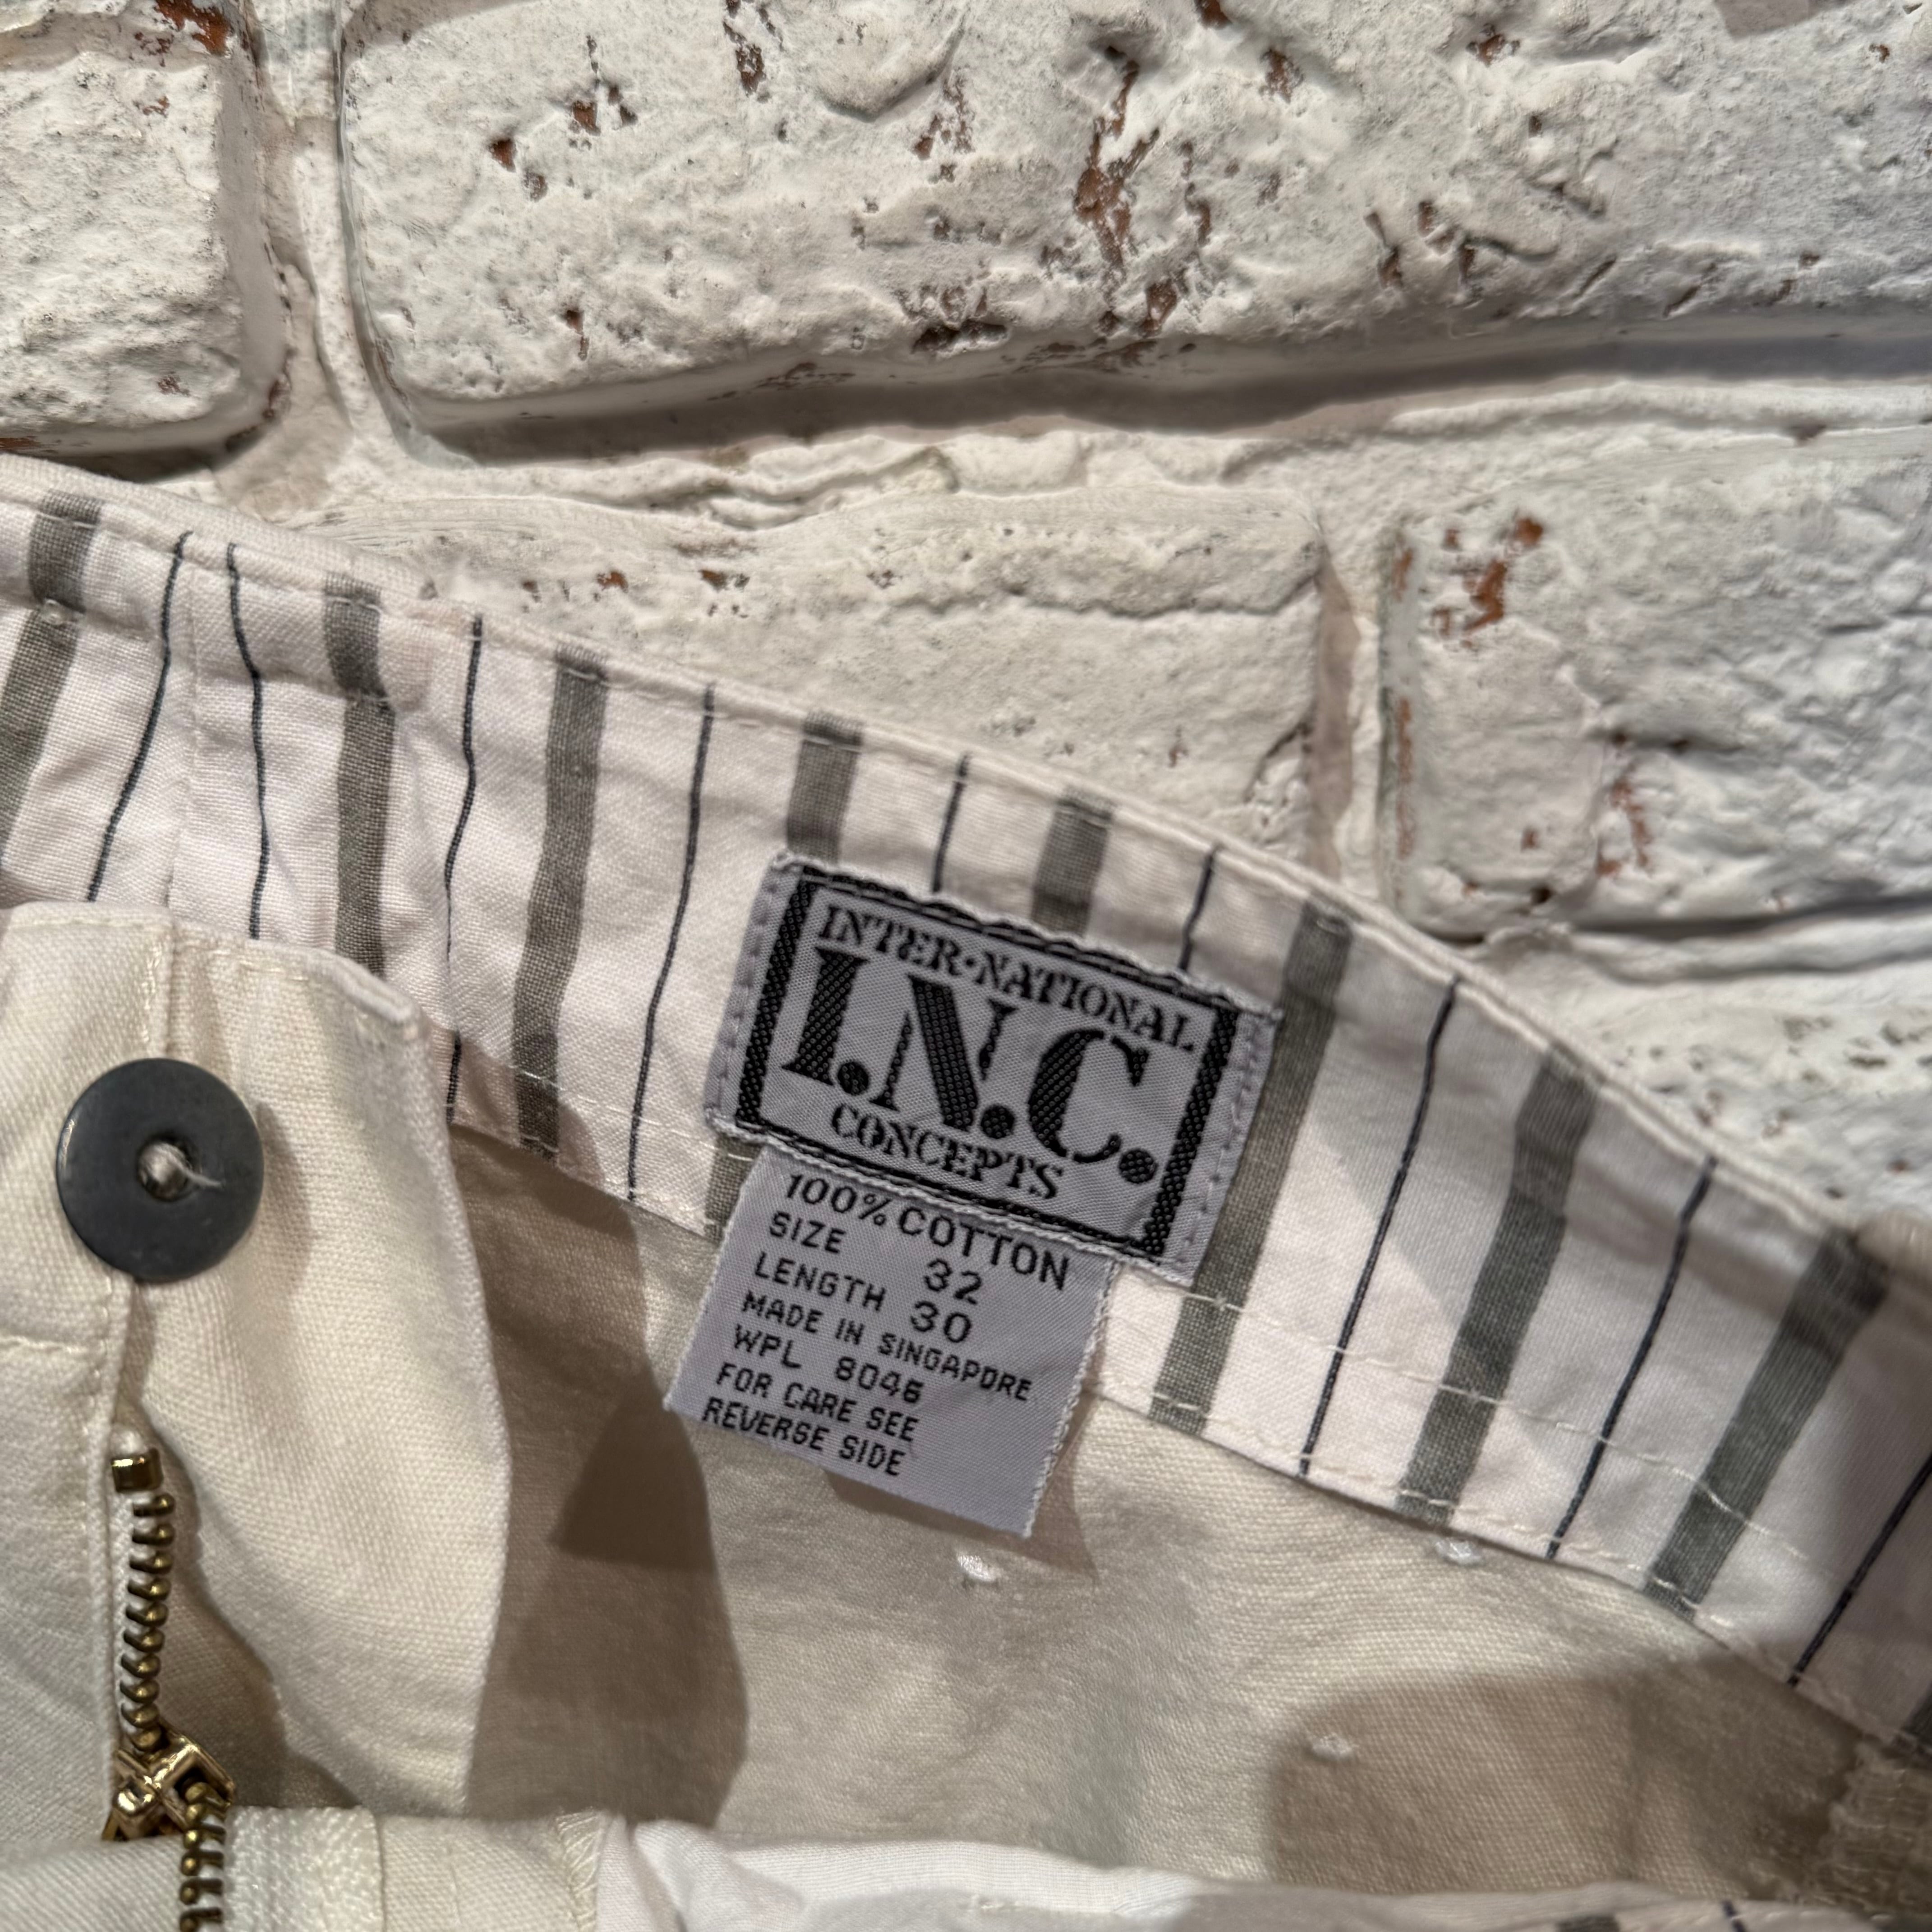 INTER·NATIONAL
I.N.C.
CONCEPTS
100% COTTON
SIZE 32
LENGTH 30
MADE IN SINGAPORE
WPL 8046
FOR CARE SEE
REVERSE SIDE